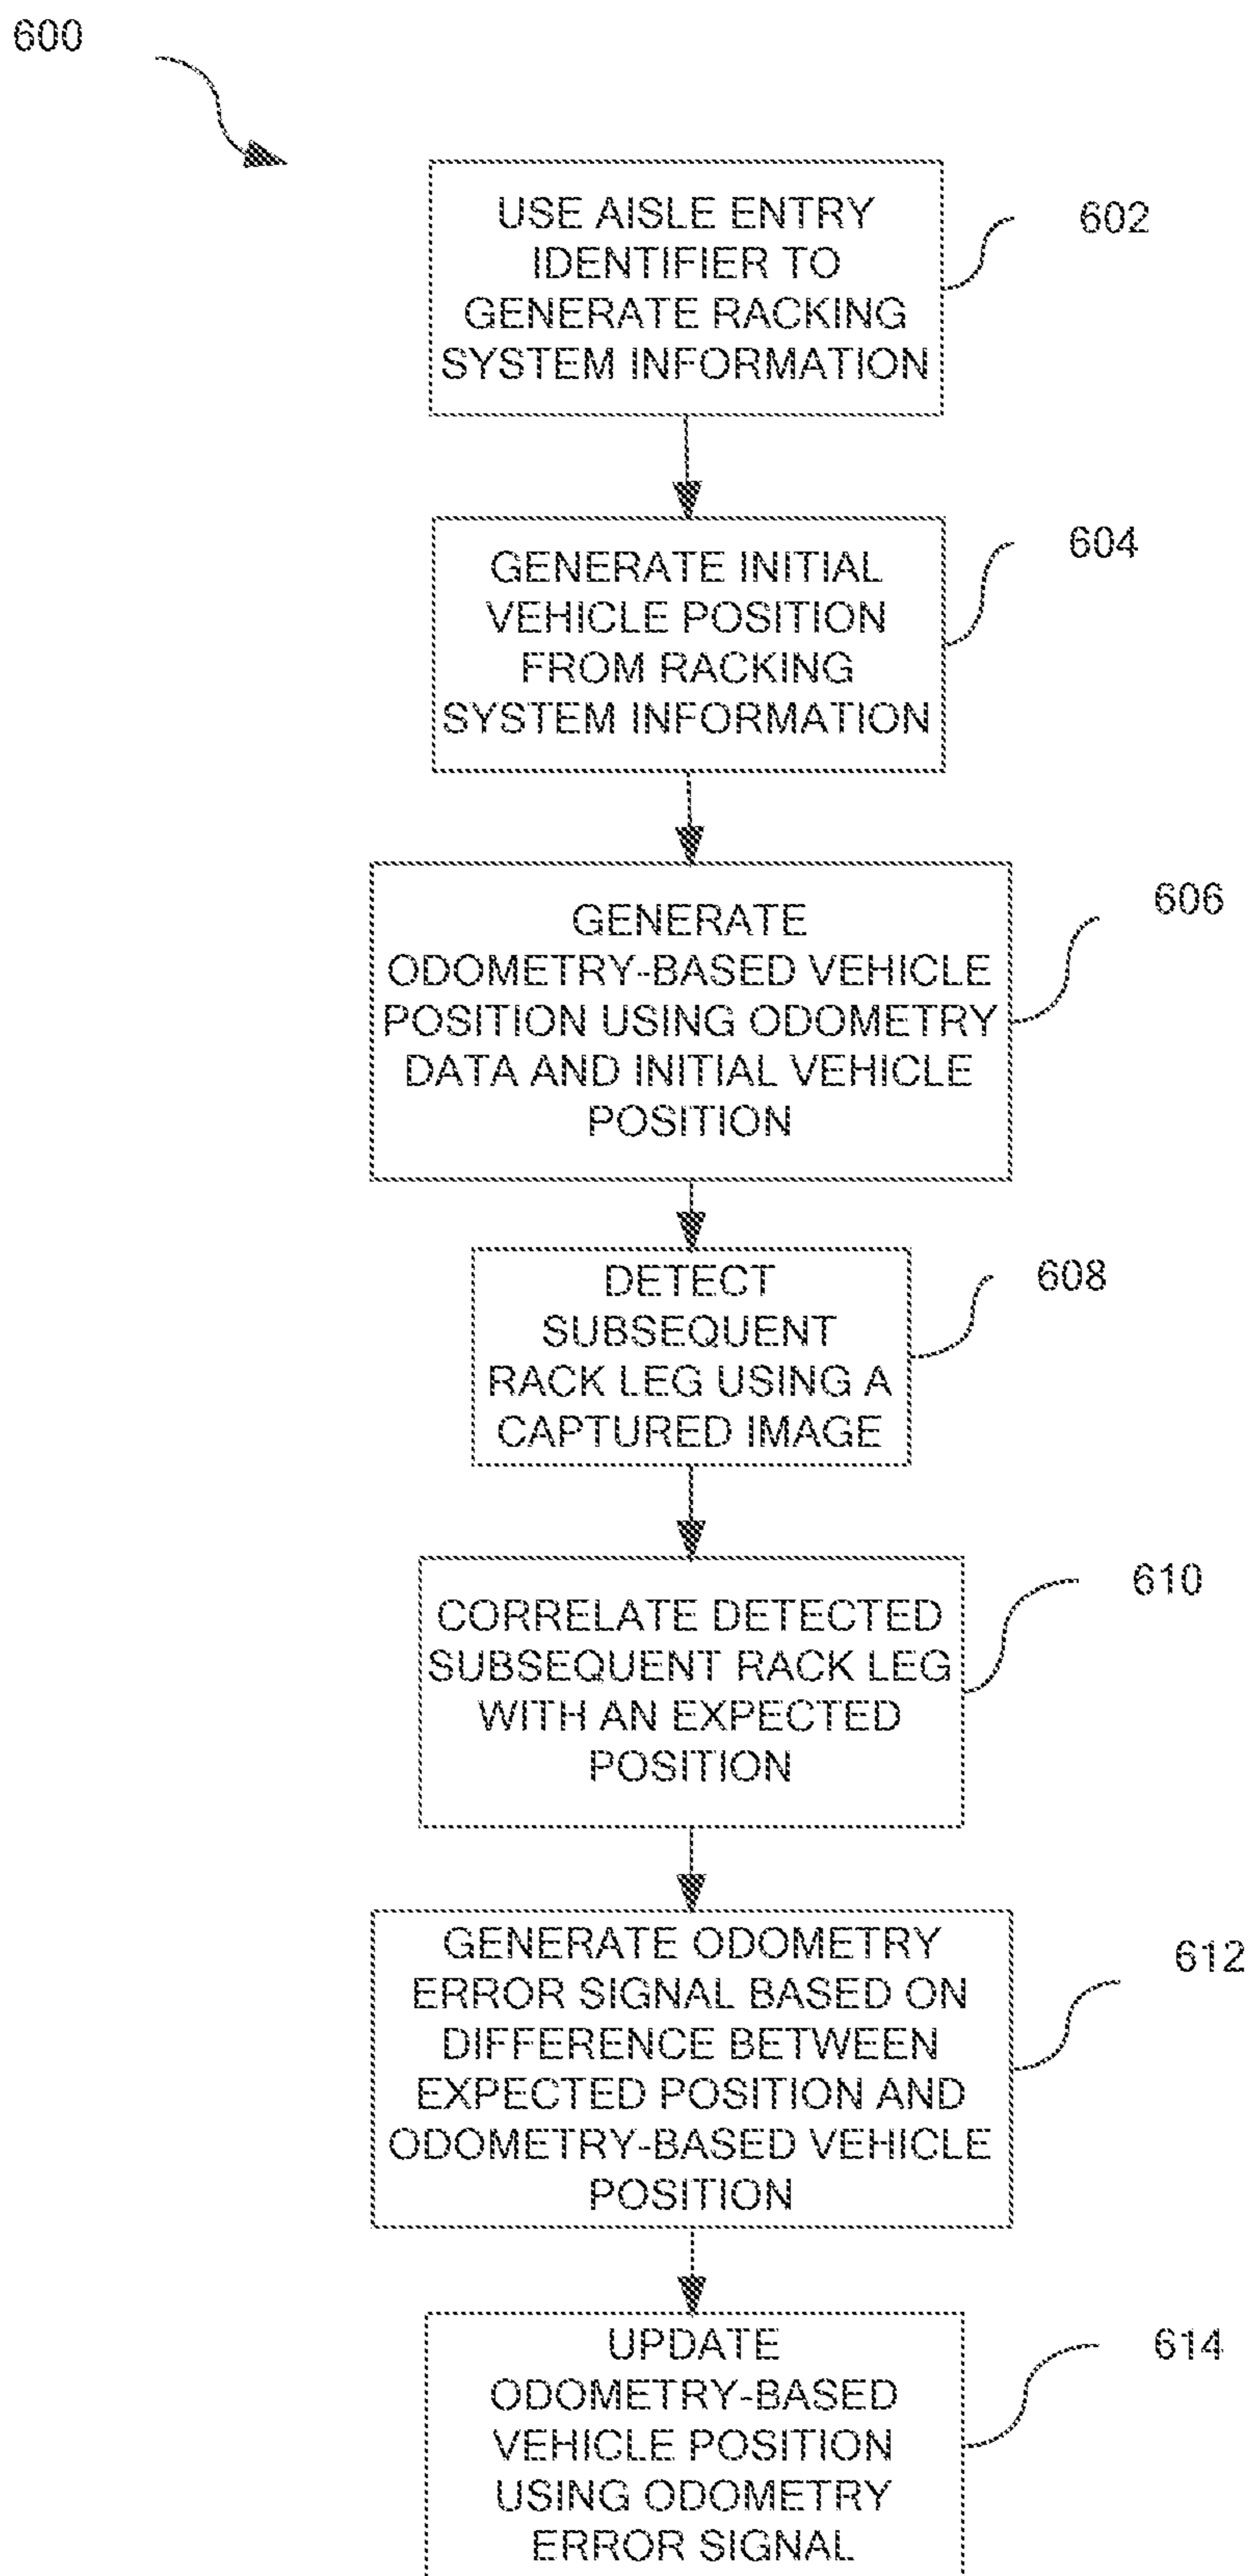 600
USE AISLE ENTRY
IDENTIFIER TO
GENERATE RACKING
SYSTEM INFORMATION
602
GENERATE INITIAL
VEHICLE POSITION
FROM RACKING
SYSTEM INFORMATION
604
GENERATE
ODOMETRY-BASED VEHICLE
POSITION USING ODOMETRY
DATA AND INITIAL VEHICLE
POSITION
606
DETECT
SUBSEQUENT
RACK LEG USING A
CAPTURED IMAGE
608
CORRELATE DETECTED
SUBSEQUENT RACK LEG
WITH AN EXPECTED
POSITION
610
GENERATE ODOMETRY
ERROR SIGNAL BASED ON
DIFFERENCE BETWEEN
EXPECTED POSITION AND
ODOMETRY-BASED VEHICLE
POSITION
612
UPDATE
ODOMETRY-BASED
VEHICLE POSITION
USING ODOMETRY
ERROR SIGNAL
614